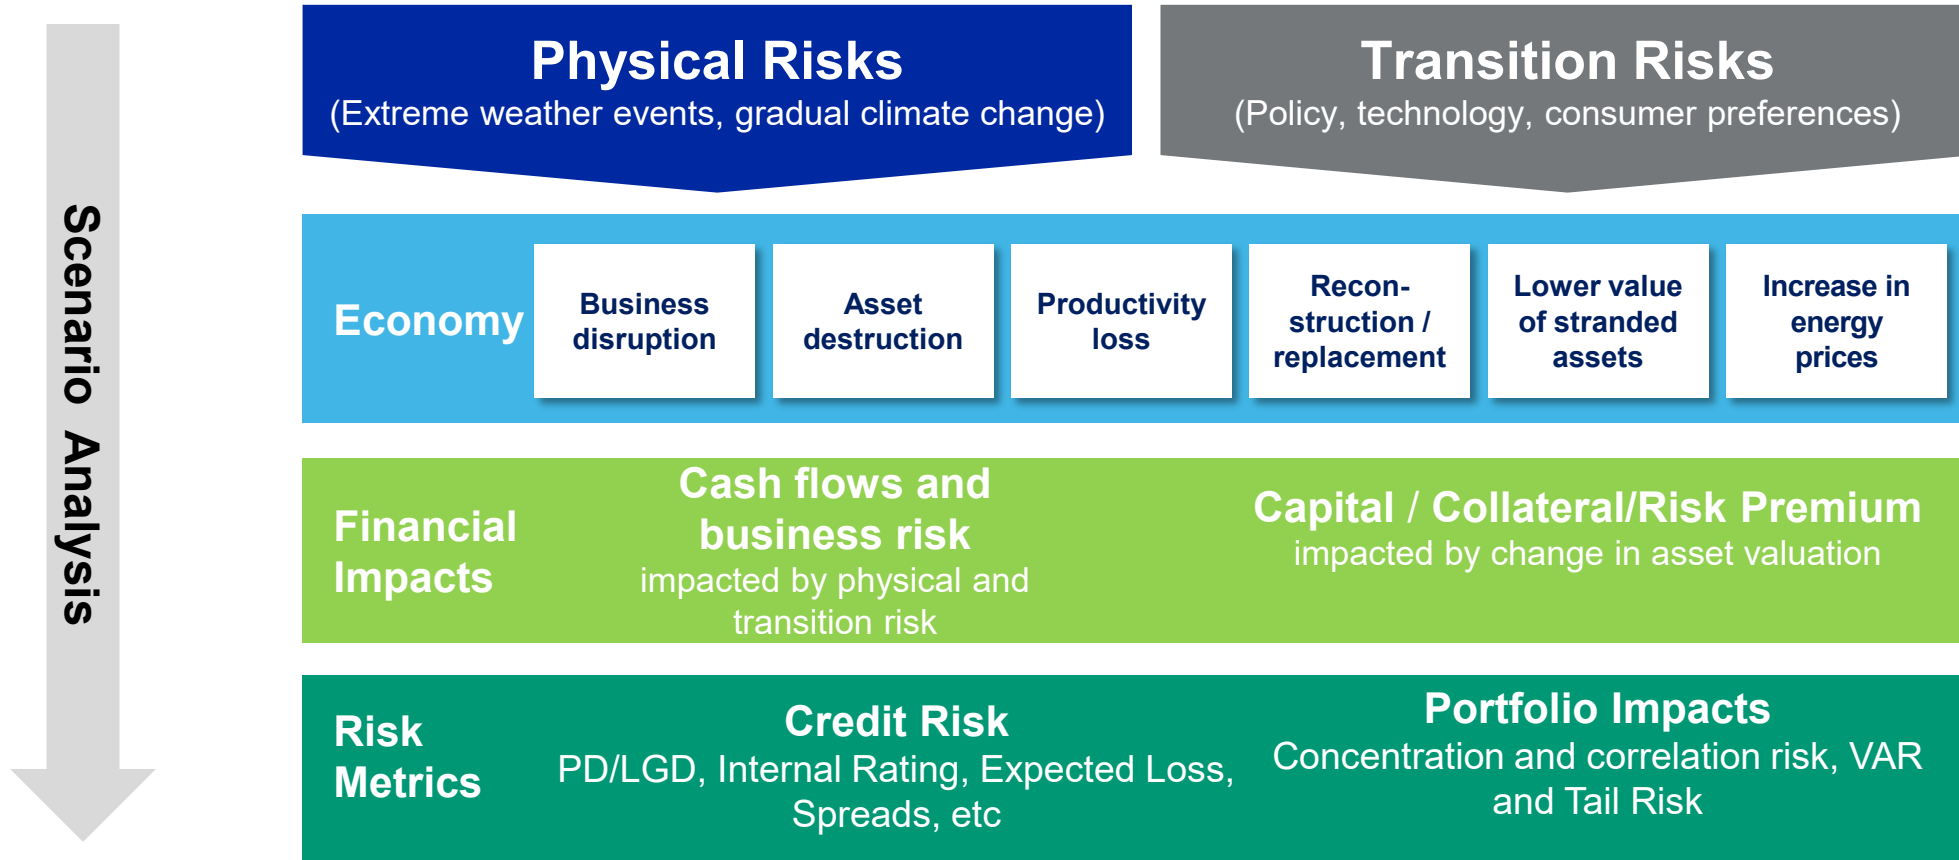 Scenario Analysis
Physical Risks
(Extreme weather events, gradual climate change)
Transition Risks
(Policy, technology, consumer preferences)
Economy
Business
disruption
Asset
destruction
Productivity
loss
Recon-
struction /
replacement
Lower value
of stranded
assets
Increase in
energy
prices
Financial
Impacts
Cash flows and
business risk
impacted by physical and
transition risk
Capital / Collateral/Risk Premium
impacted by change in asset valuation
Risk
Metrics
Credit Risk
PD/LGD, Internal Rating, Expected Loss,
Spreads, etc
Portfolio Impacts
Concentration and correlation risk, VAR
and Tail Risk